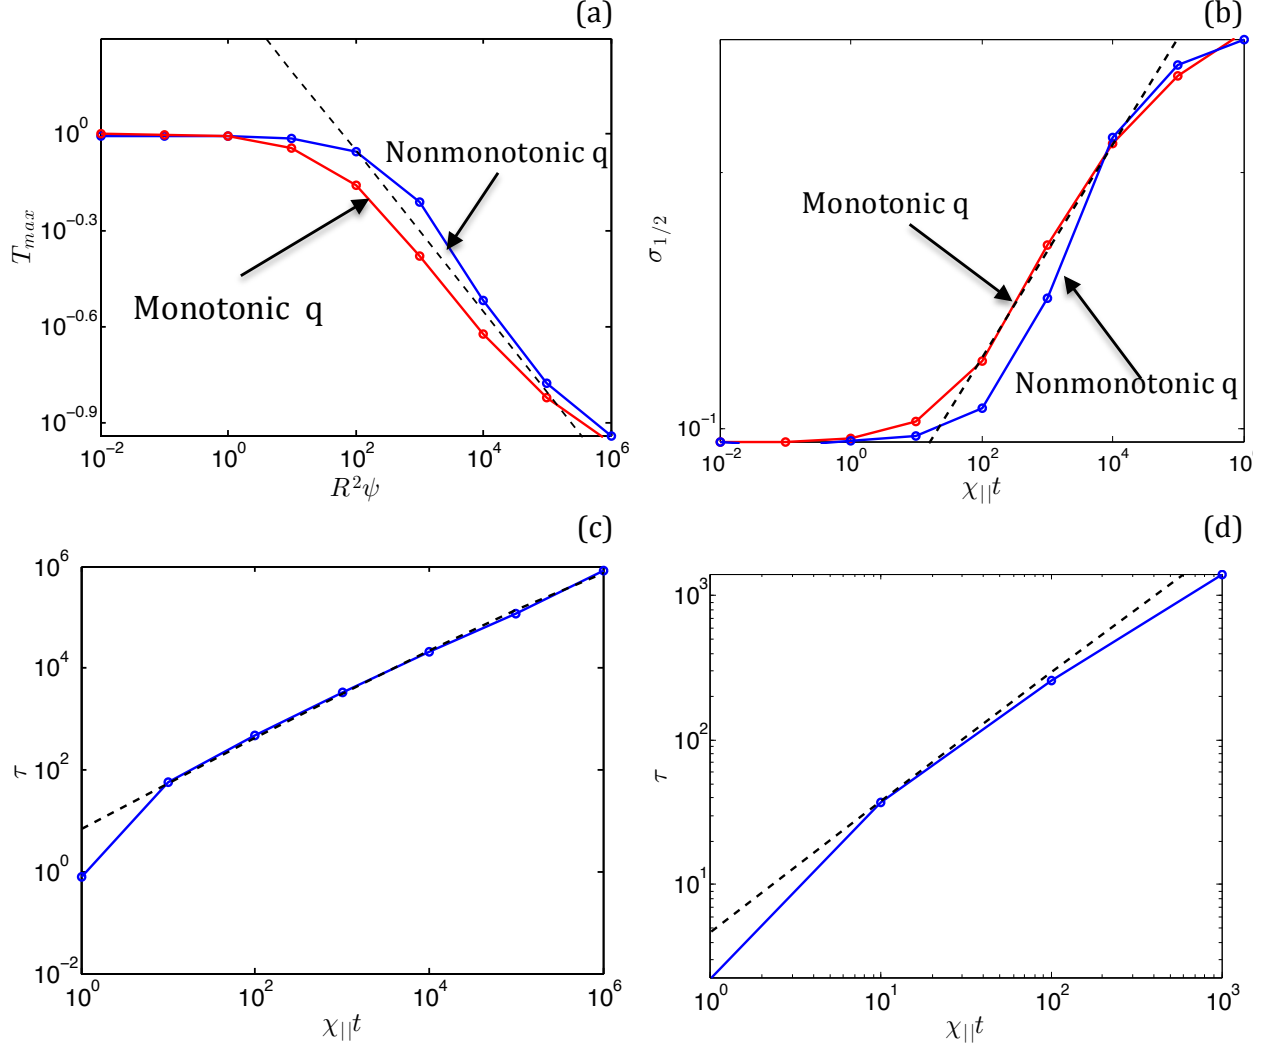 (a)
10^0
10^-0.3
10^-0.6
10^-0.9
T_max
Nonmonotonic q
Monotonic q
10^-2 10^0 10^2 10^4 10^6
R^2ψ
(b)
σ_1/2
10^-1
Monotonic q
Nonmonotonic q
10^-2 10^0 10^2 10^4 10
χ_||t
(c)
10^6
10^4
10^2
10^0
10^-2
τ
10^0 10^2 10^4 10^6
χ_||t
(d)
10^3
10^2
10^1
τ
10^0 10^1 10^2 10^3
χ_||t